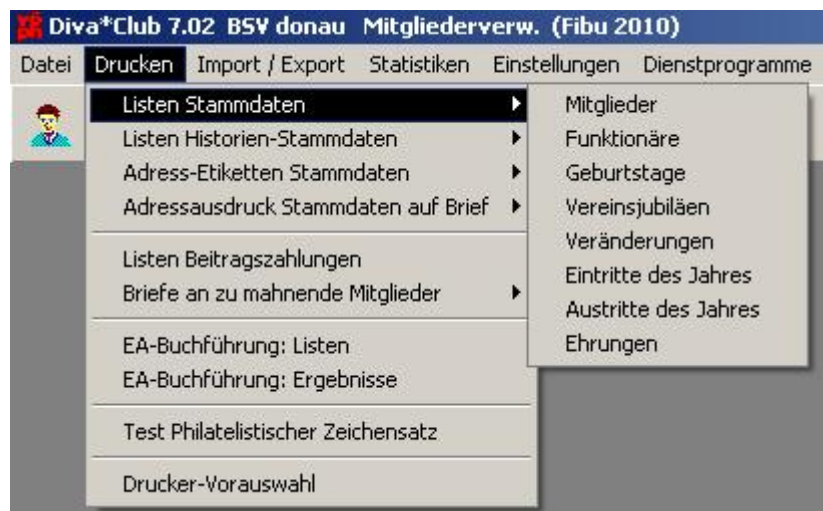 Diva*Club 7.02 BSV donau Mitgliederverw. (Fibu 2010)
Datei Drucken Import / Export Statistiken Einstellungen Dienstprogramme
Listen Stammdaten
Listen Historien-Stammdaten
Adress-Etiketten Stammdaten
Adressausdruck Stammdaten auf Brief
Listen Beitragszahlungen
Briefe an zu mahnende Mitglieder
EA-Buchführung: Listen
EA-Buchführung: Ergebnisse
Test Philatelistischer Zeichensatz
Drucker-Vorauswahl
Mitglieder
Funktionäre
Geburtstage
Vereinsjubiläen
Veränderungen
Eintritte des Jahres
Austritte des Jahres
Ehrungen